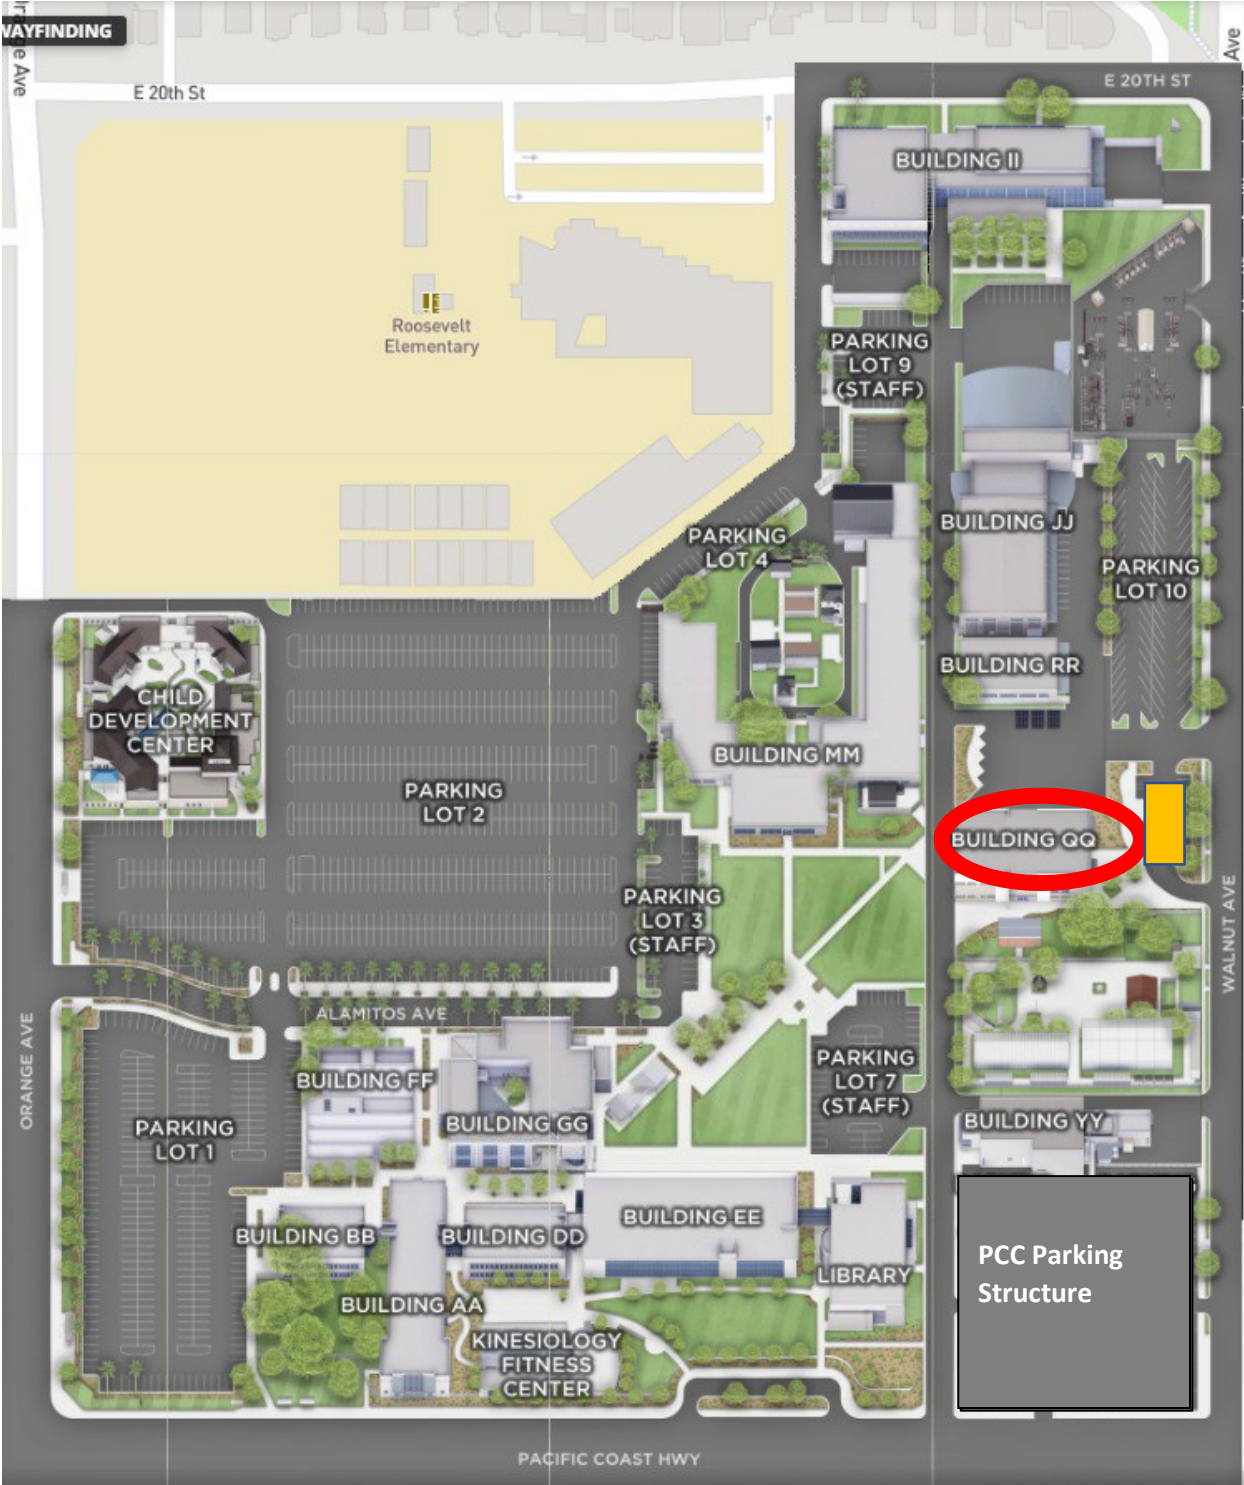 WAYFINDING
Orange Ave
Ave
E 20th St
E 20TH ST
BUILDING II
Roosevelt
Elementary
PARKING
LOT 9
(STAFF)
BUILDING JJ
PARKING
LOT 4
PARKING
LOT 10
BUILDING RR
CHILD
DEVELOPMENT
CENTER
BUILDING MM
PARKING
LOT 2
BUILDING QQ
PARKING
LOT 3
(STAFF)
WALNUT AVE
ALAMITOS AVE
ORANGE AVE
BUILDING FF
PARKING
LOT 7
(STAFF)
BUILDING GG
BUILDING YY
PARKING
LOT 1
BUILDING BB
BUILDING DD
BUILDING EE
LIBRARY
PCC Parking
Structure
BUILDING AA
KINESIOLOGY
FITNESS
CENTER
PACIFIC COAST HWY